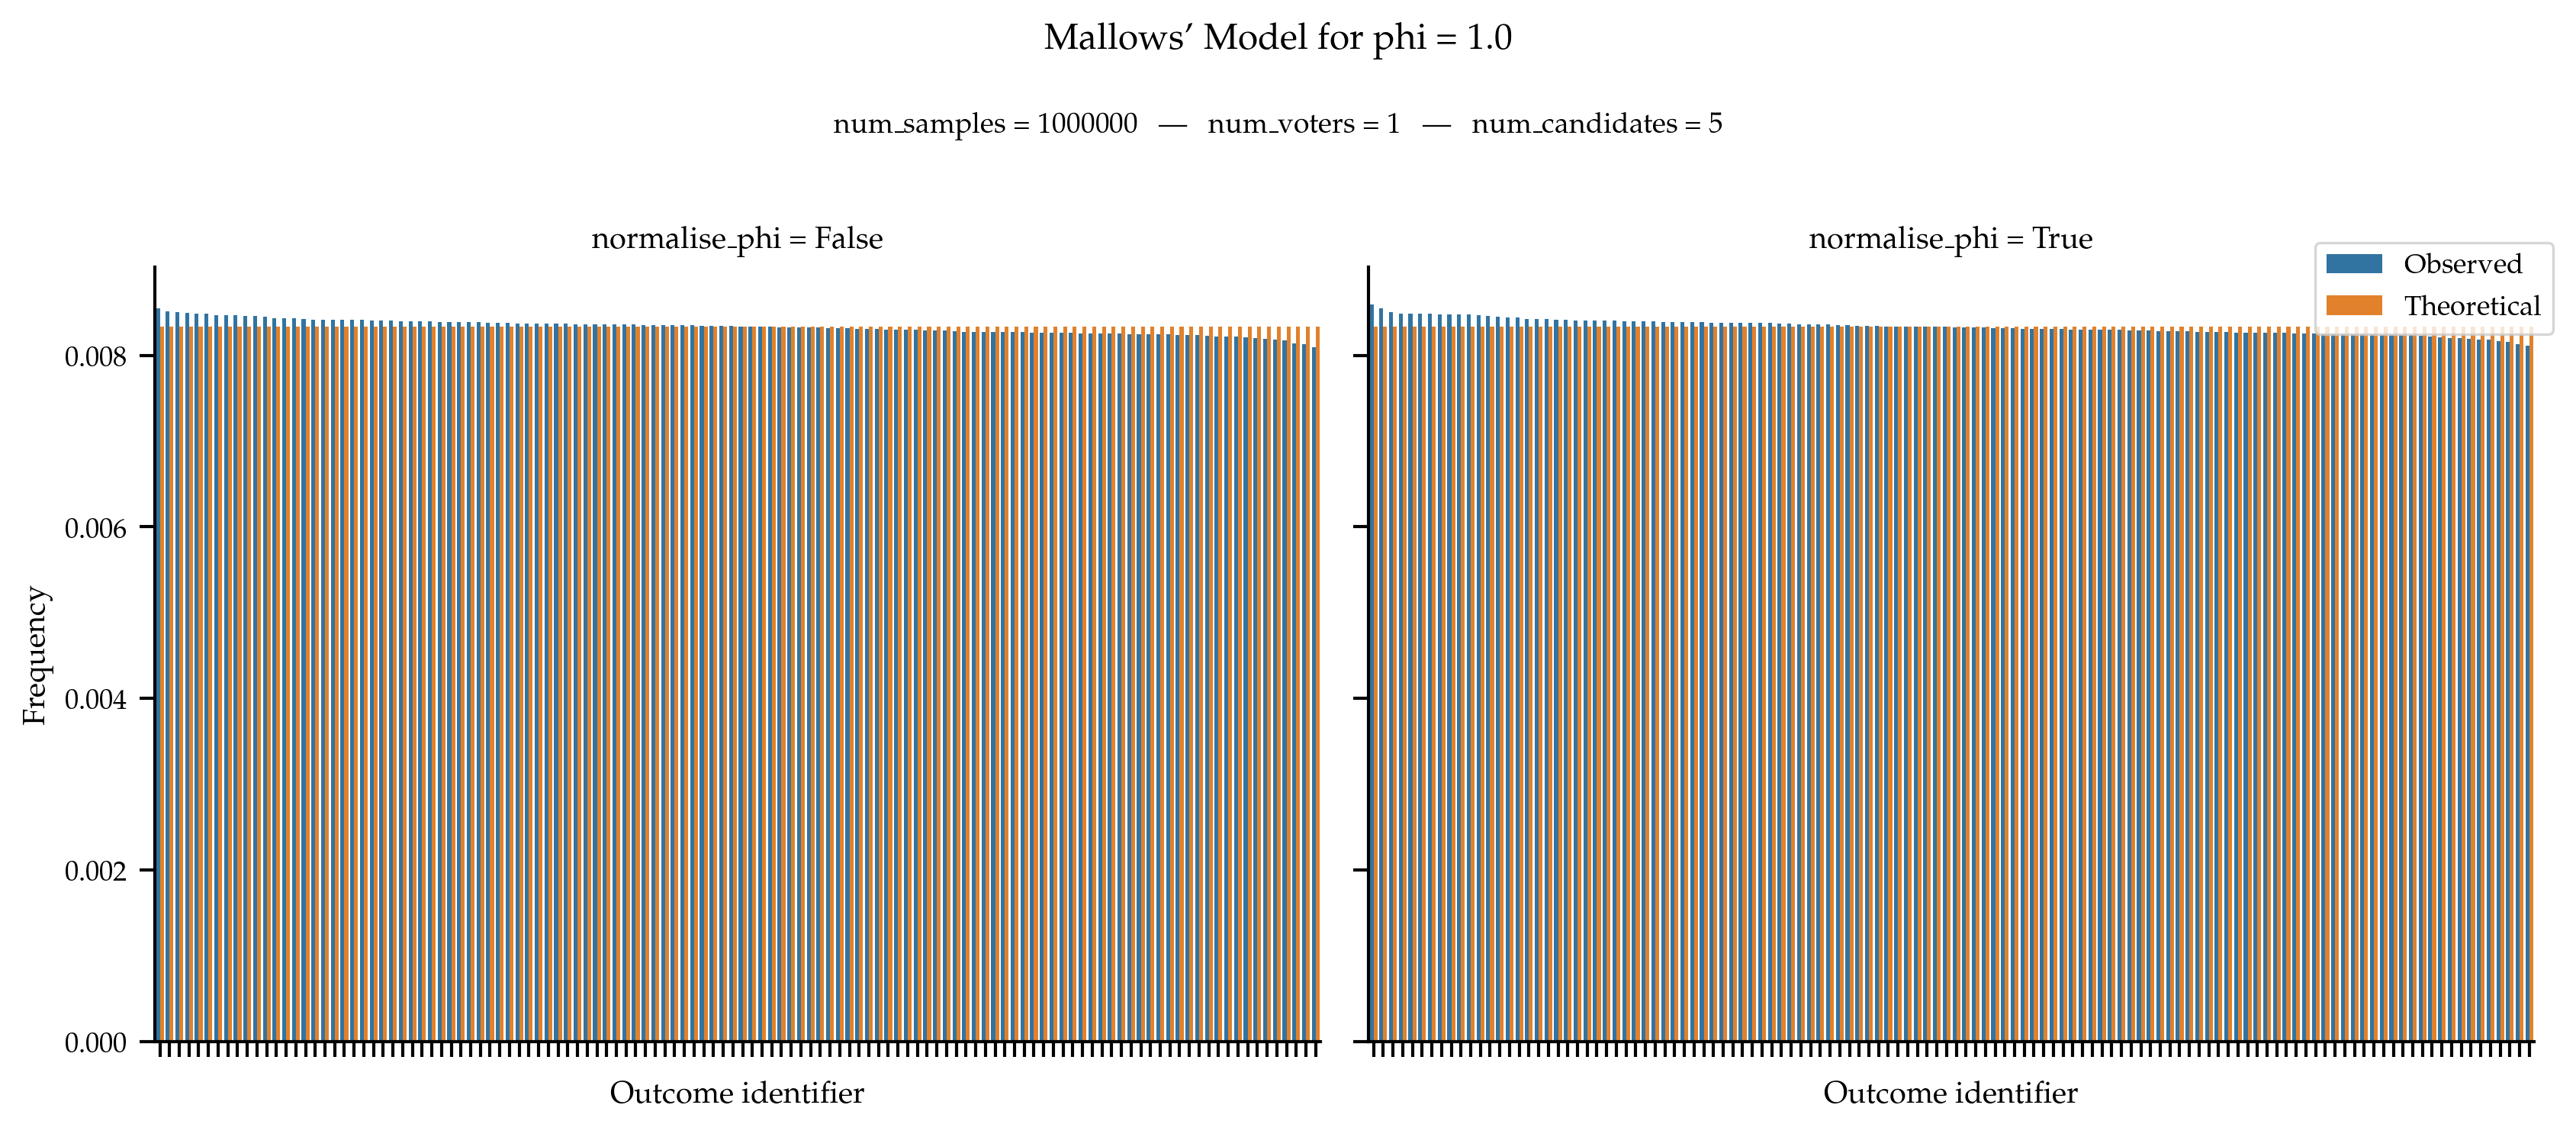 Mallows’ Model for phi = 1.0
num_samples = 1000000 — num_voters = 1 — num_candidates = 5
normalise_phi = False
normalise_phi = True
Observed
Theoretical
Frequency
0.008
0.006
0.004
0.002
0.000
Outcome identifier
Outcome identifier